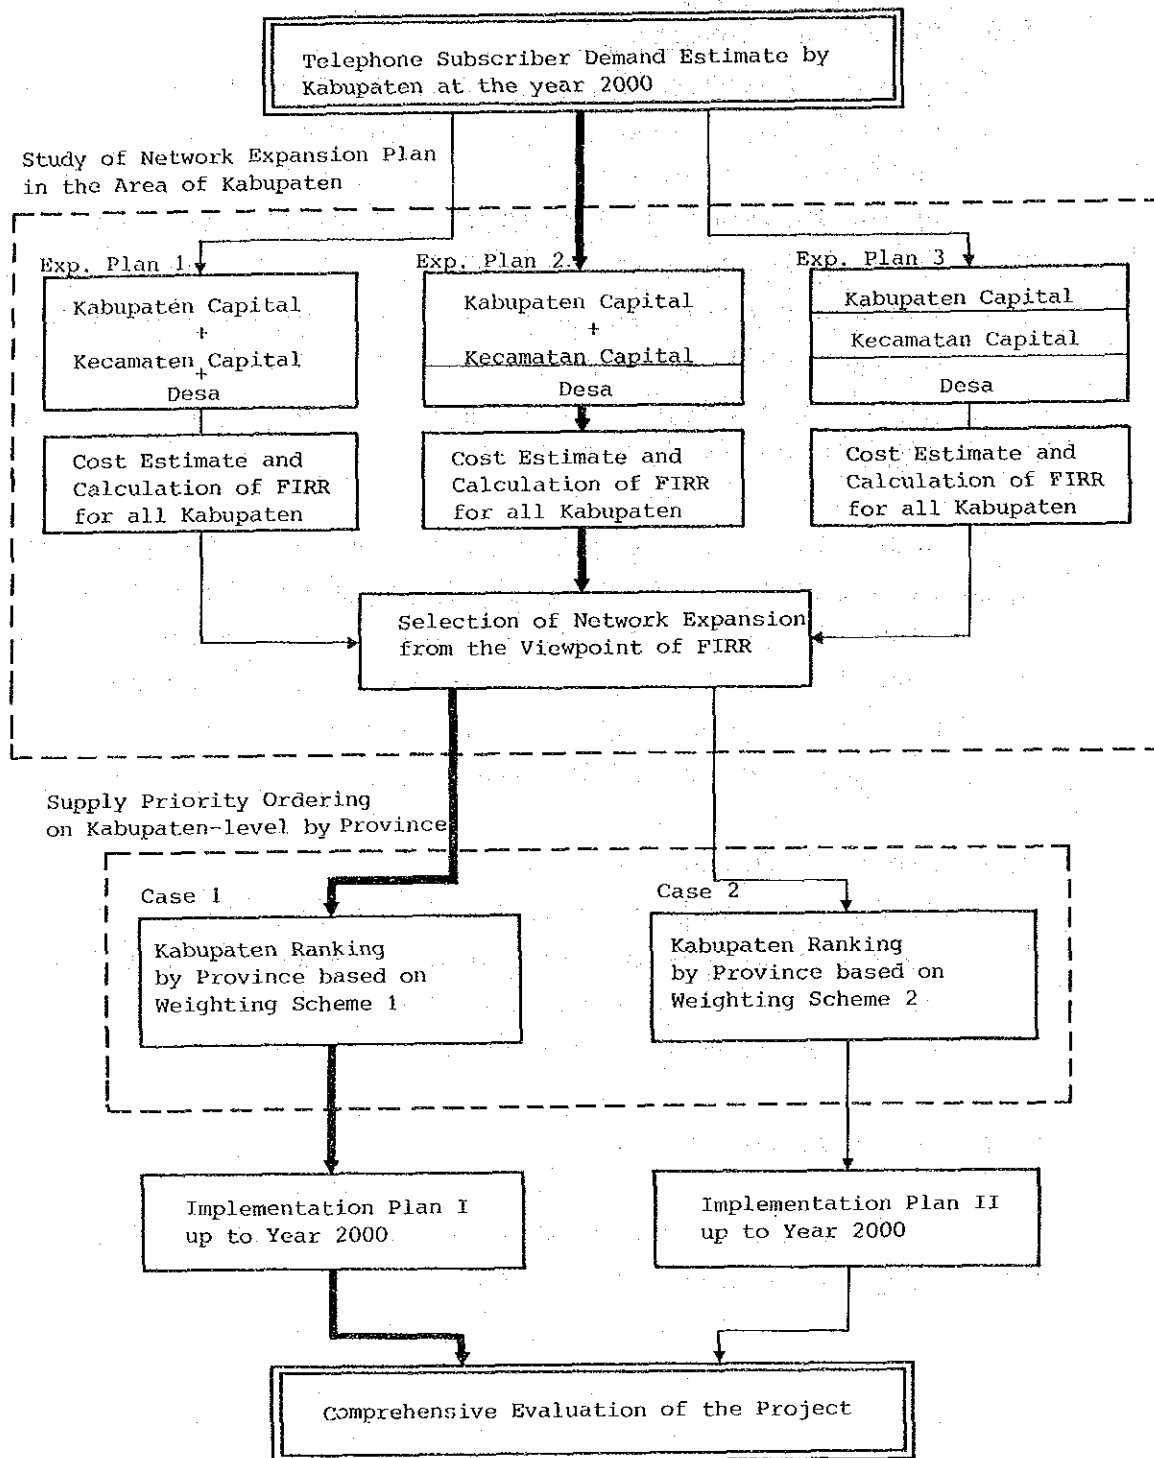 Telephone Subscriber Demand Estimate by
Kabupaten at the year 2000
Study of Network Expansion Plan
in the Area of Kabupaten
Exp. Plan 1
Kabupaten Capital
+
Kecamaten Capital
+
Desa
Cost Estimate and
Calculation of FIRR
for all Kabupaten
Exp. Plan 2
Kabupaten Capital
+
Kecamatan Capital
Desa
Cost Estimate and
Calculation of FIRR
for all Kabupaten
Exp. Plan 3
Kabupaten Capital
Kecamatan Capital
Desa
Cost Estimate and
Calculation of FIRR
for all Kabupaten
Selection of Network Expansion
from the Viewpoint of FIRR
Supply Priority Ordering
on Kabupaten-level by Province
Case 1
Kabupaten Ranking
by Province based on
Weighting Scheme 1
Case 2
Kabupaten Ranking
by Province based on
Weighting Scheme 2
Implementation Plan I
up to Year 2000
Implementation Plan II
up to Year 2000
Comprehensive Evaluation of the Project